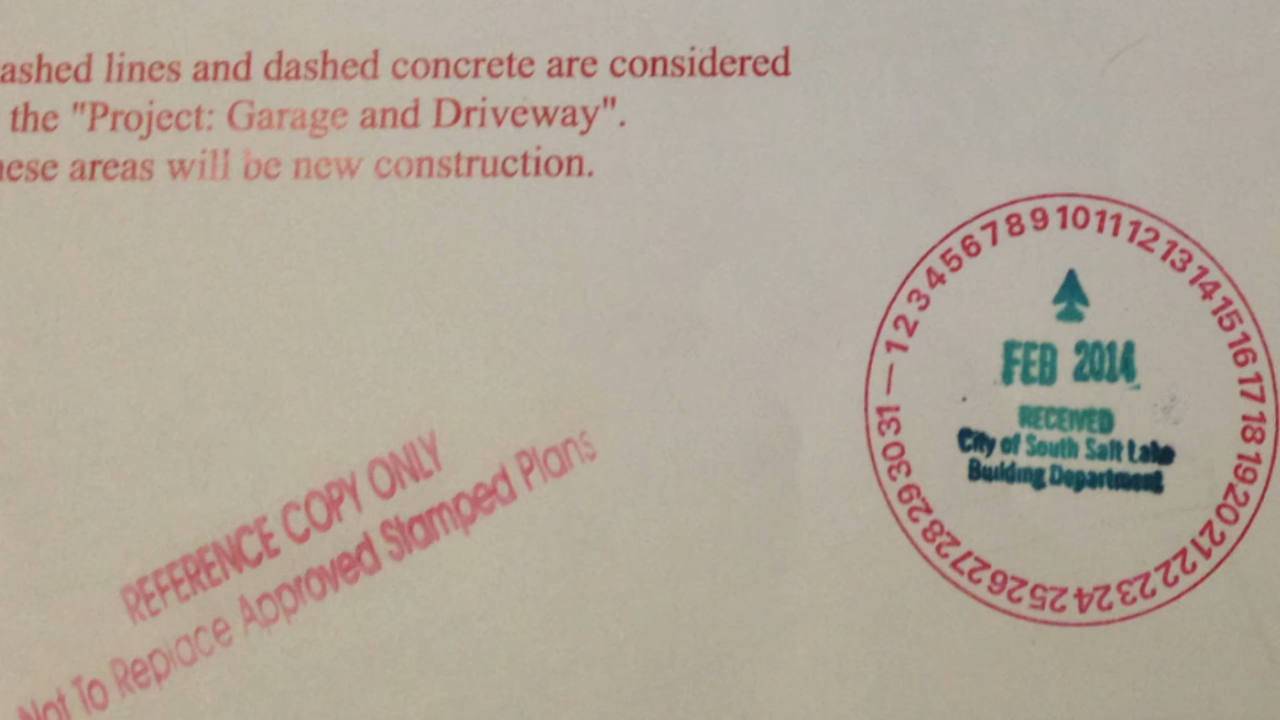 ashed lines and dashed concrete are considered
the "Project: Garage and Driveway".
hese areas will be new construction.
1 2 3 4 5 6 7 8 9 10 11 12 13 14 15 16 17 18 19 20 21 22 23 24 25 26 27 28 29 30 31 —
FEB 2014
RECEIVED
City of South Salt Lake
Building Department
REFERENCE COPY ONLY
Not To Replace Approved Stamped Plans